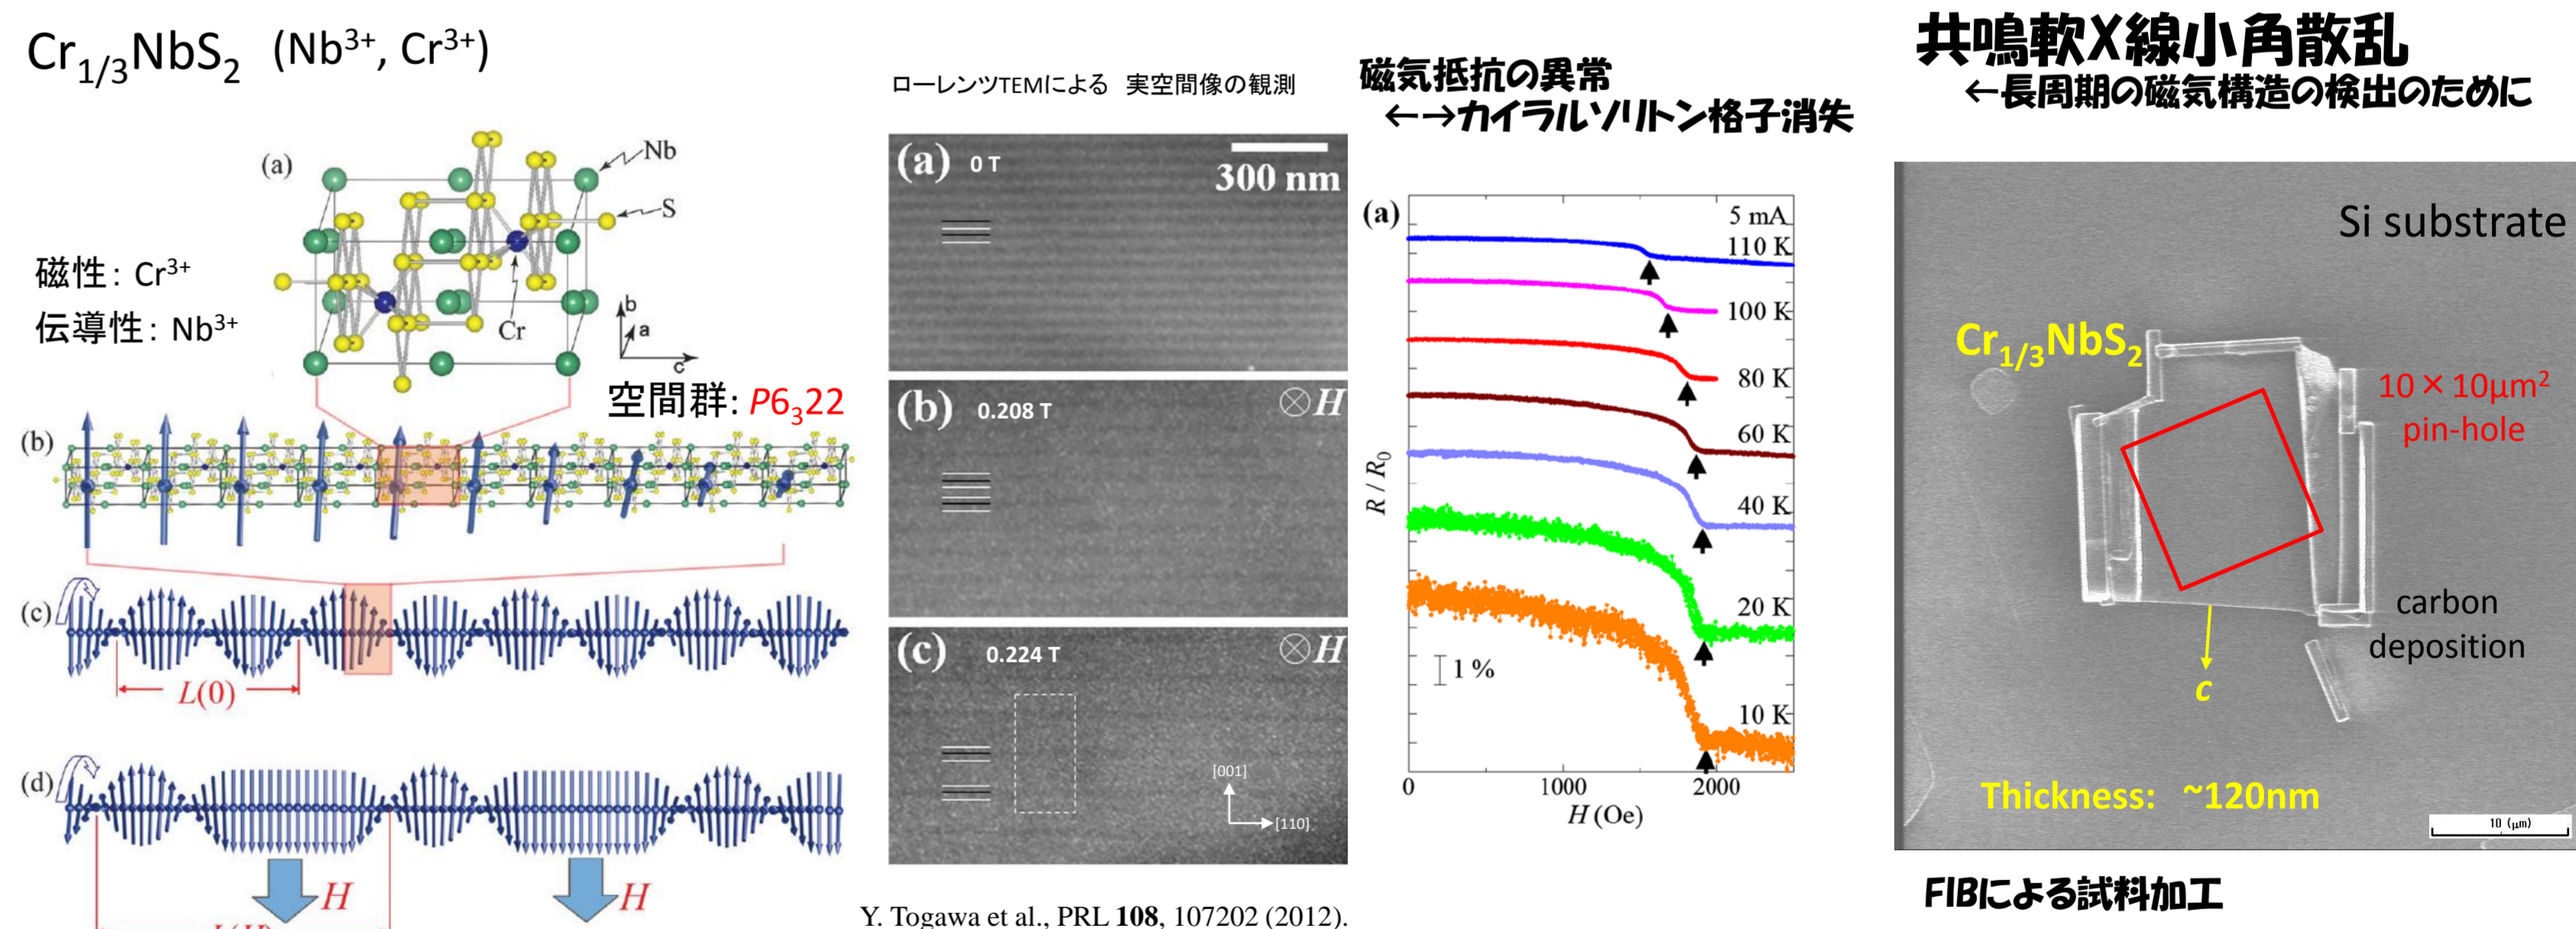 Cr1/3NbS2 (Nb3+, Cr3+)
(a)
Nb
S
Cr
b
a
c
磁性: Cr3+
伝導性: Nb3+
空間群: P6322
(b)
(c)
L(0)
(d)
H
H
ローレンツTEMによる 実空間像の観測
(a) 0 T
300 nm
(b) 0.208 T
⊗H
(c) 0.224 T
⊗H
[001]
[110]
Y. Togawa et al., PRL 108, 107202 (2012).
磁気抵抗の異常
←→カイラルソリトン格子消失
(a)
5 mA
110 K
100 K
80 K
60 K
40 K
20 K
10 K
1 %
R / R0
0
1000
2000
H (Oe)
共鳴軟X線小角散乱
←長周期の磁気構造の検出のために
Si substrate
Cr1/3NbS2
10×10μm2
pin-hole
carbon
deposition
c
Thickness: ~120nm
10 (μm)
FIBによる試料加工